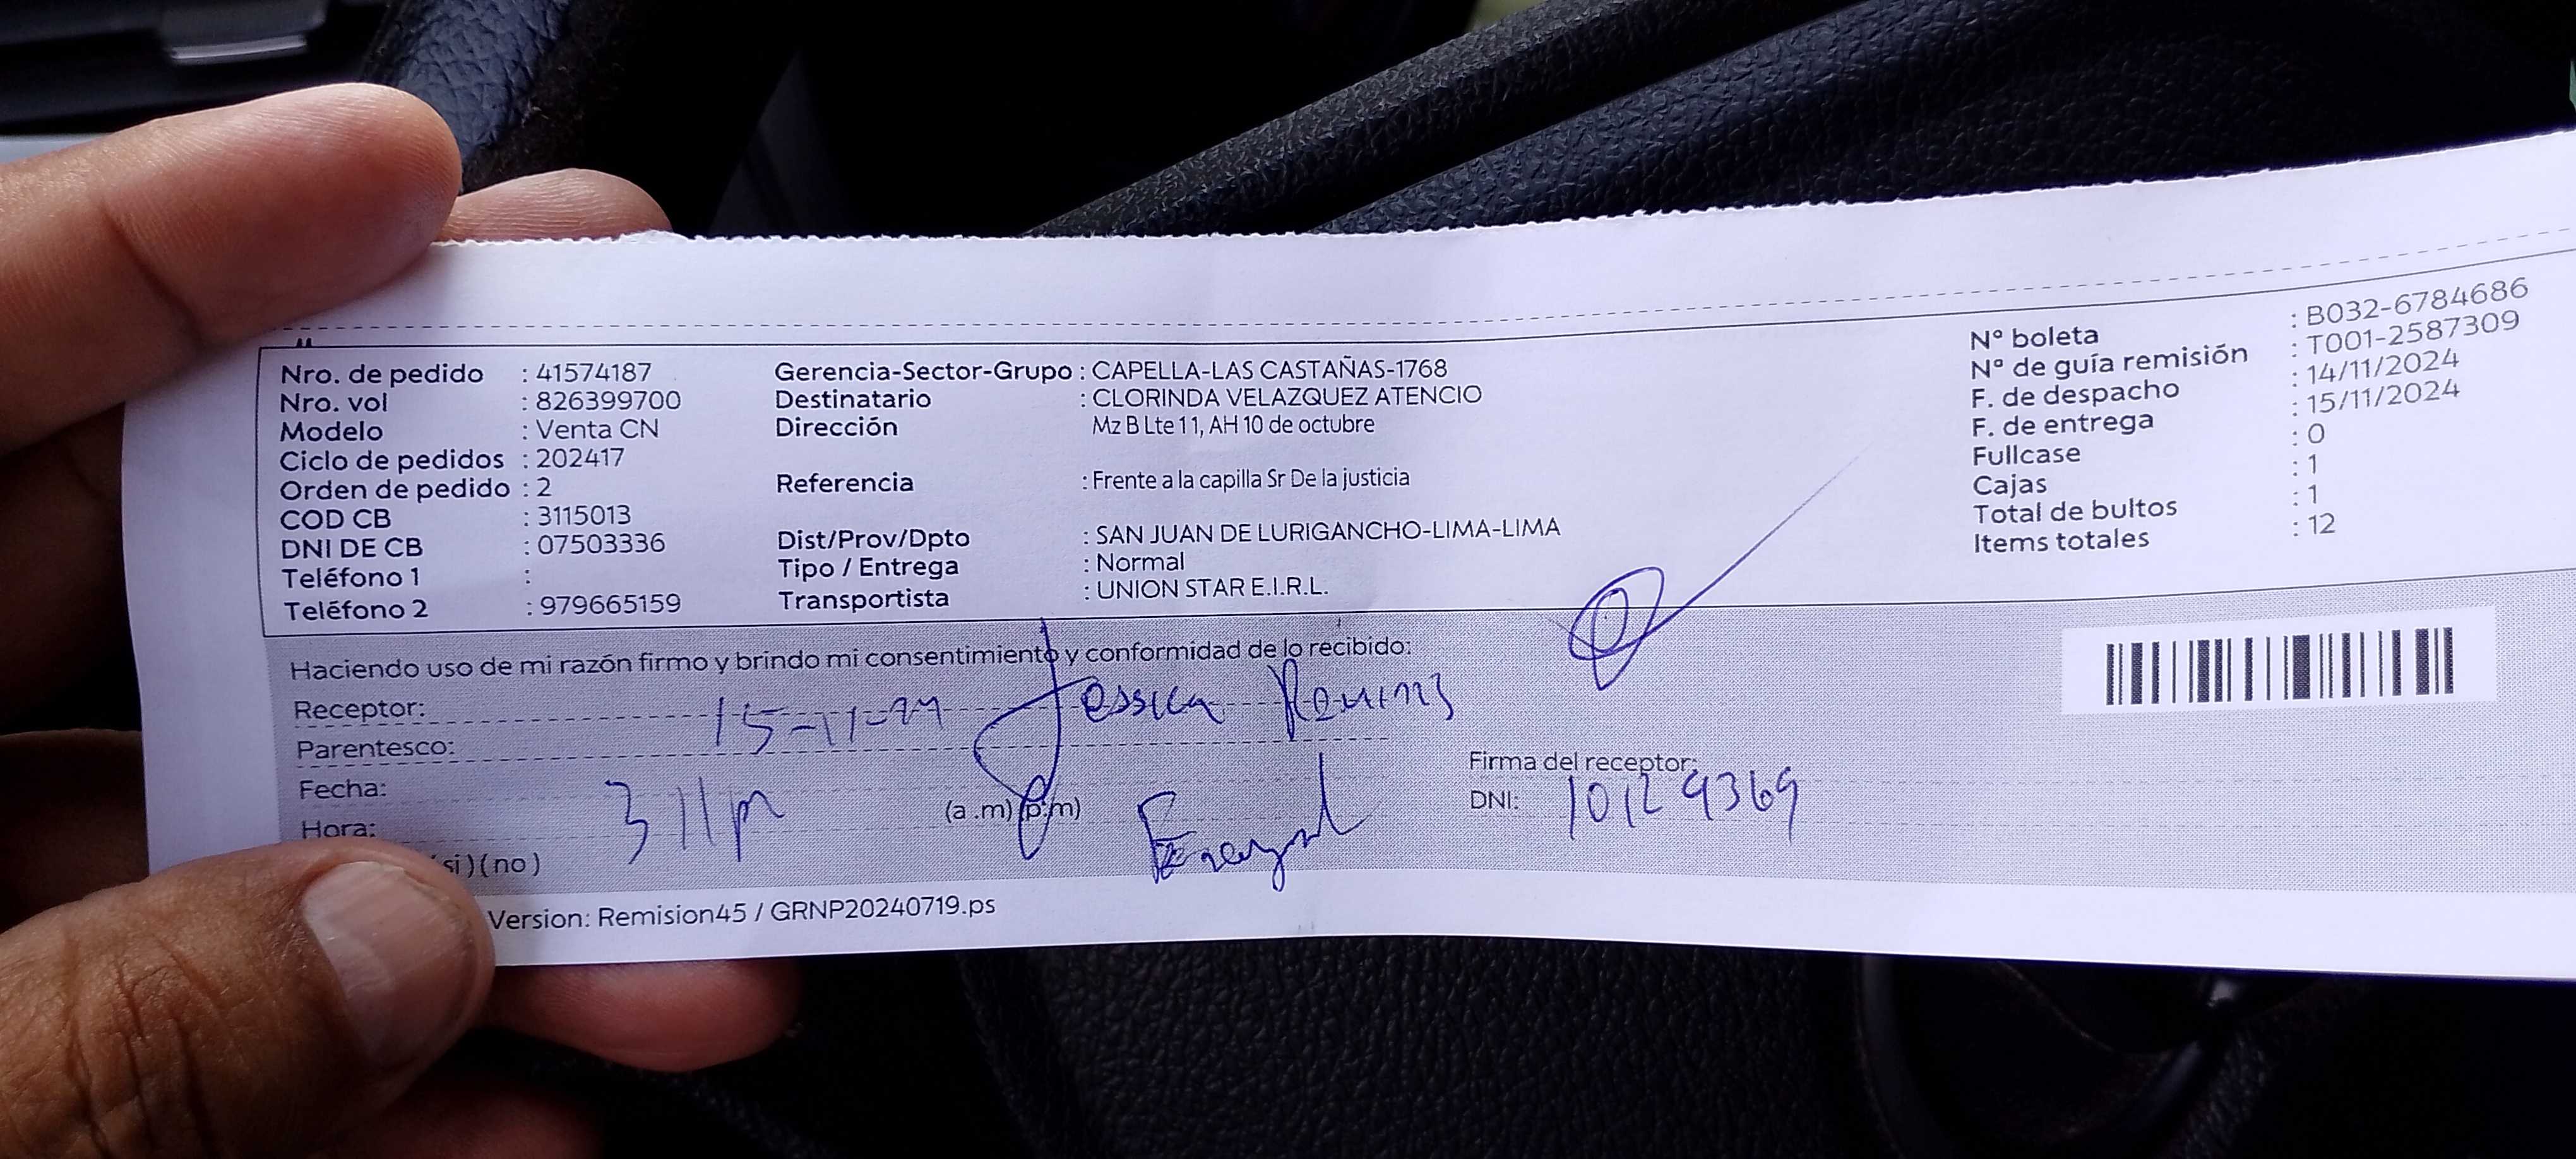 Nro. de pedido : 41574187
Nro. vol : 826399700
Modelo : Venta CN
Ciclo de pedidos : 202417
Orden de pedido : 2
COD CB : 3115013
DNI DE CB : 07503336
Teléfono 1 :
Teléfono 2 : 979665159
Gerencia-Sector-Grupo : CAPELLA-LAS CASTAÑAS-1768
Destinatario : CLORINDA VELAZQUEZ ATENCIO
Dirección Mz B Lte 11, AH 10 de octubre
Referencia : Frente a la capilla Sr De la justicia
Dist/Prov/Dpto : SAN JUAN DE LURIGANCHO-LIMA-LIMA
Tipo / Entrega : Normal
Transportista : UNION STAR E.I.R.L.
Nº boleta : B032-6784686
Nº de guía remisión : T001-2587309
F. de despacho : 14/11/2024
F. de entrega : 15/11/2024
Fullcase : 0
Cajas : 1
Total de bultos : 1
Items totales : 12
Haciendo uso de mi razón firmo y brindo mi consentimiento y conformidad de lo recibido:
Receptor: 15-11-24 Jessica
Parentesco:
Fecha:
Hora: 3 11 pm (a .m) (p.m)
si ) ( no )
Firma del receptor:
DNI: 10124369
Version: Remision45 / GRNP20240719.ps